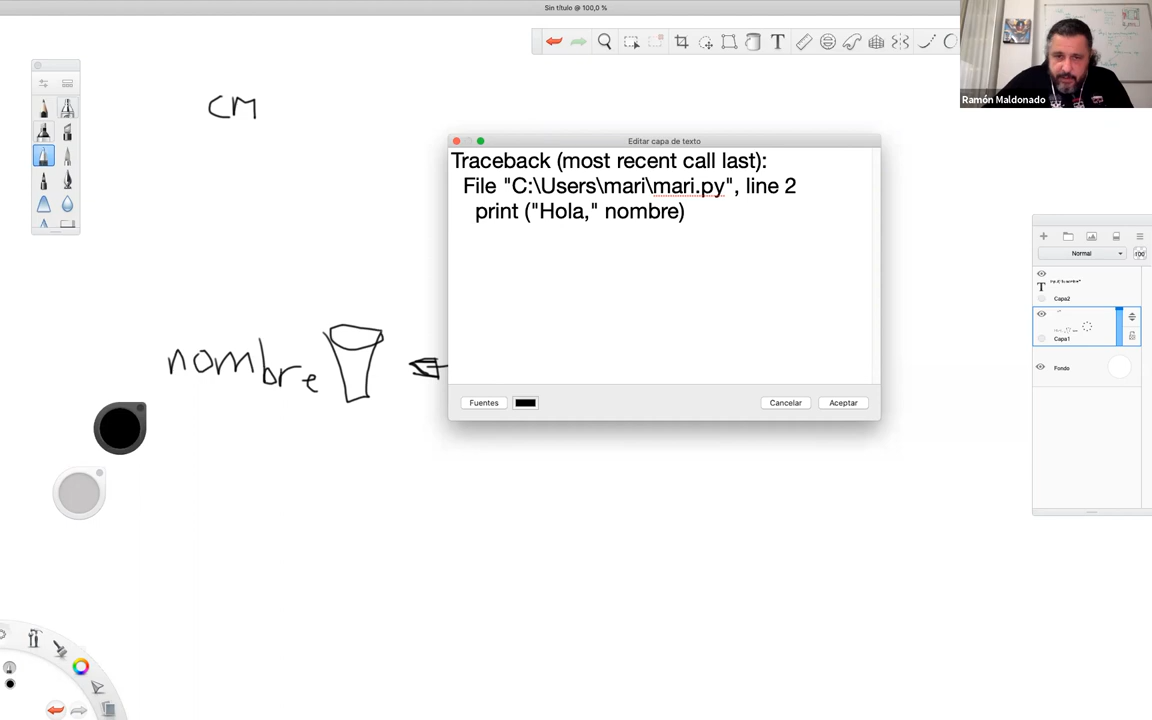 Sin título @ 100,0 %
Ramón Maldonado
CM
Editar capa de texto
Traceback (most recent call last):
File "C:\Users\mari\mari.py", line 2
print ("Hola," nombre)
nombre
Fuentes
Cancelar
Aceptar
100
Normal
T
Capa2
Capa1
Fondo